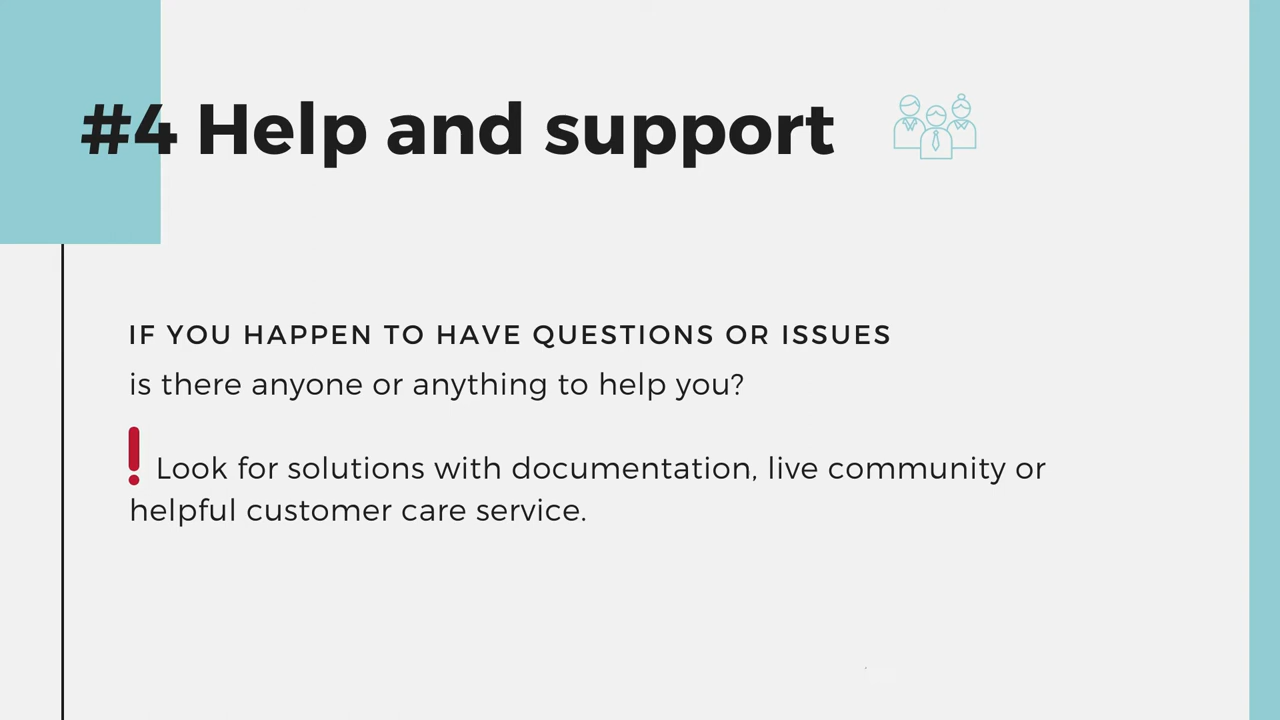 #4 Help and support
IF YOU HAPPEN TO HAVE QUESTIONS OR ISSUES
is there anyone or anything to help you?
! Look for solutions with documentation, live community or
helpful customer care service.